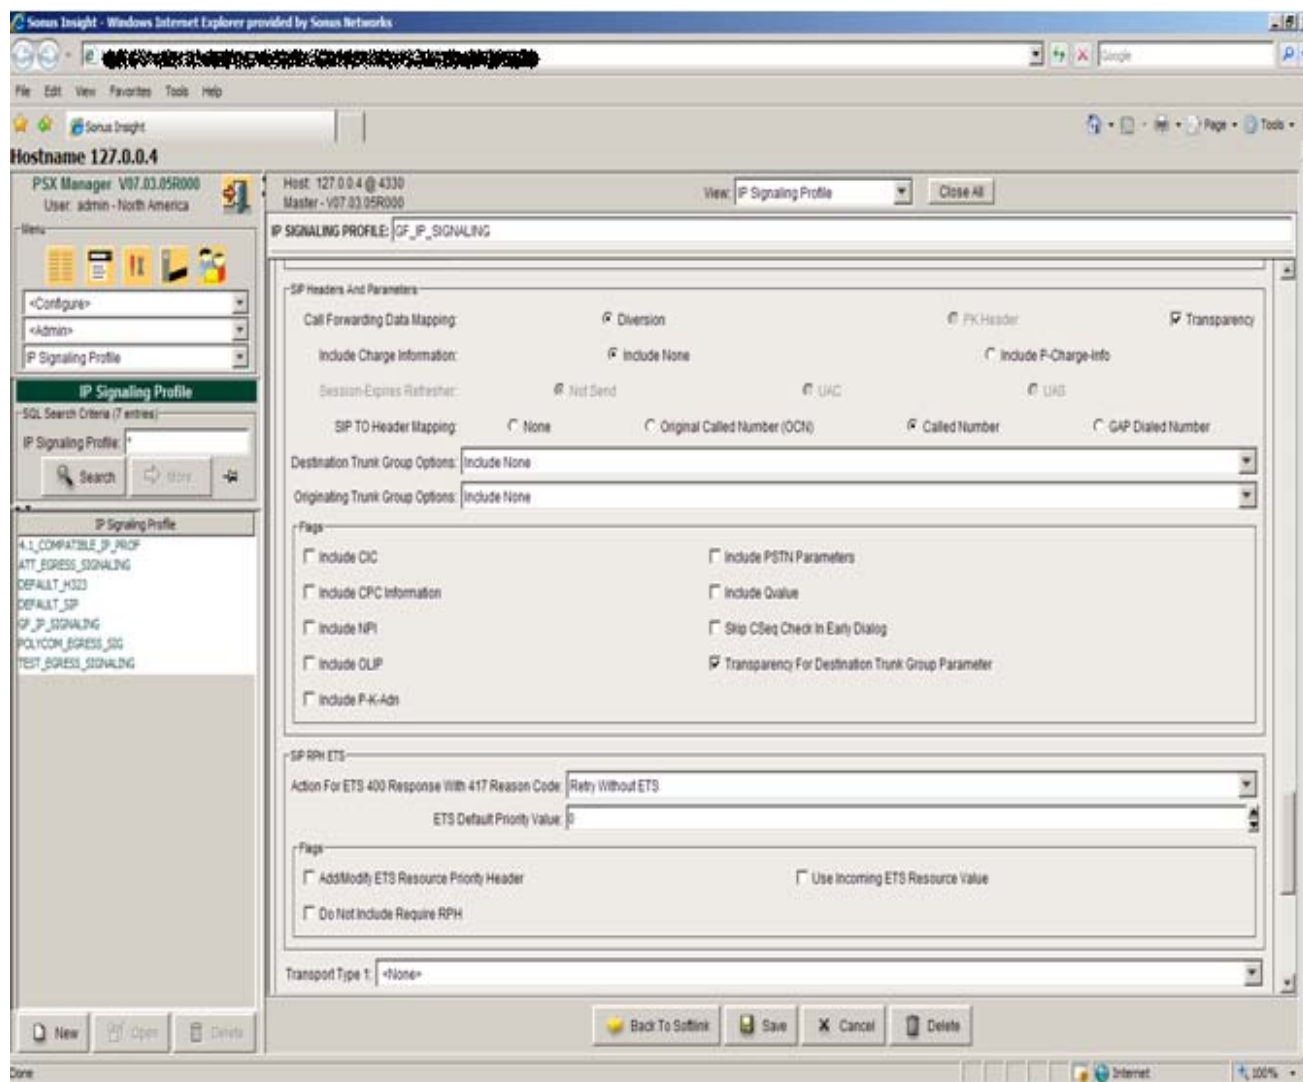 Sonus Insight - Windows Internet Explorer provided by Sonus Networks
Google
File Edit View Favorites Tools Help
Sonus Insight
Page Tools
Hostname 127.0.0.4
PSX Manager V07.03.05R000
User: admin - North America
Host: 127.0.0.4 @ 4330
Master - V07.03.05R000
View: IP Signaling Profile Close All
Menu
IP SIGNALING PROFILE: GF_IP_SIGNALING
<Configure>
<Admin>
IP Signaling Profile
IP Signaling Profile
SQL Search Criteria (7 entries)
IP Signaling Profile: *
Search More
IP Signaling Profile
4.1_COMPATIBLE_IP_PROF
ATT_EGRESS_SIGNALING
DEFAULT_H323
DEFAULT_SIP
GF_IP_SIGNALING
POLYCOM_EGRESS_SIG
TEST_EGRESS_SIGNALING
New Open Delete
SIP Headers And Parameters
Call Forwarding Data Mapping: Diversion PK Header Transparency
Include Charge Information: Include None Include P-Charge-Info
Session-Expires Refresher: Not Send UAC UAS
SIP TO Header Mapping: None Original Called Number (OCN) Called Number GAP Dialed Number
Destination Trunk Group Options: Include None
Originating Trunk Group Options: Include None
Flags
Include CIC Include PSTN Parameters
Include CPC Information Include Qvalue
Include NPI Skip CSeq Check In Early Dialog
Include OLIP Transparency For Destination Trunk Group Parameter
Include P-K-Adn
SIP RPH ETS
Action For ETS 400 Response With 417 Reason Code: Retry Without ETS
ETS Default Priority Value: 0
Flags
Add/Modify ETS Resource Priority Header Use Incoming ETS Resource Value
Do Not Include Require RPH
Transport Type 1: <None>
Back To Softlink Save Cancel Delete
Done Internet 100%